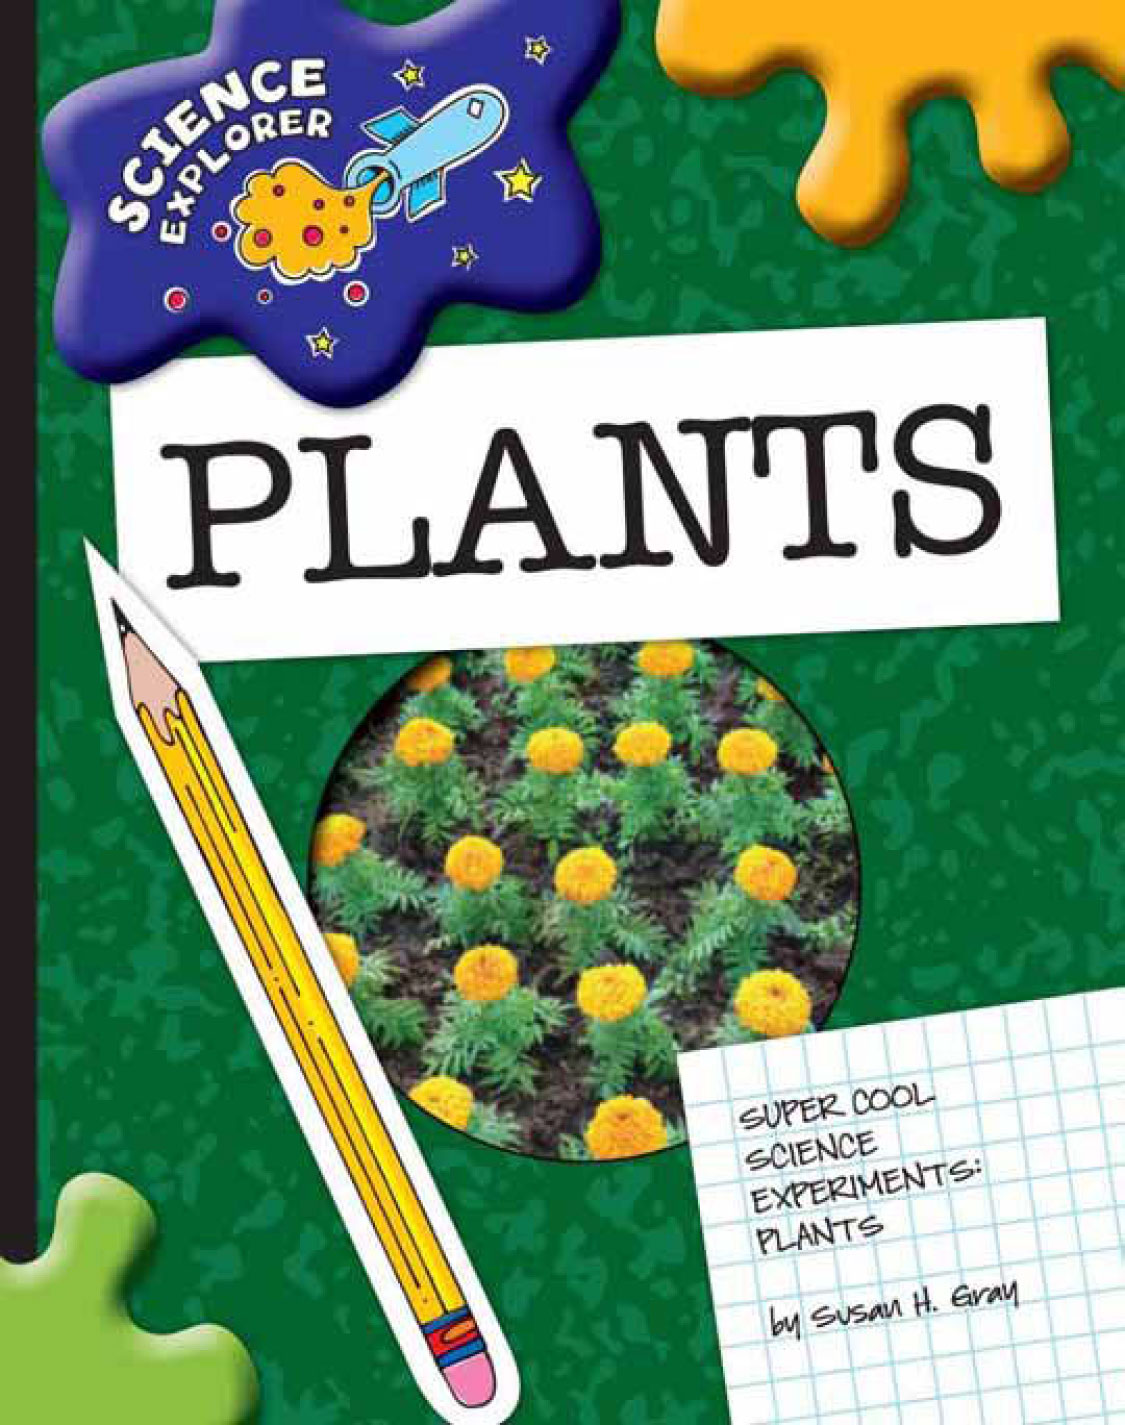 SCIENCE
EXPLORER
PLANTS
SUPER COOL
SCIENCE
EXPERIMENTS:
PLANTS
by Susan H. Gray